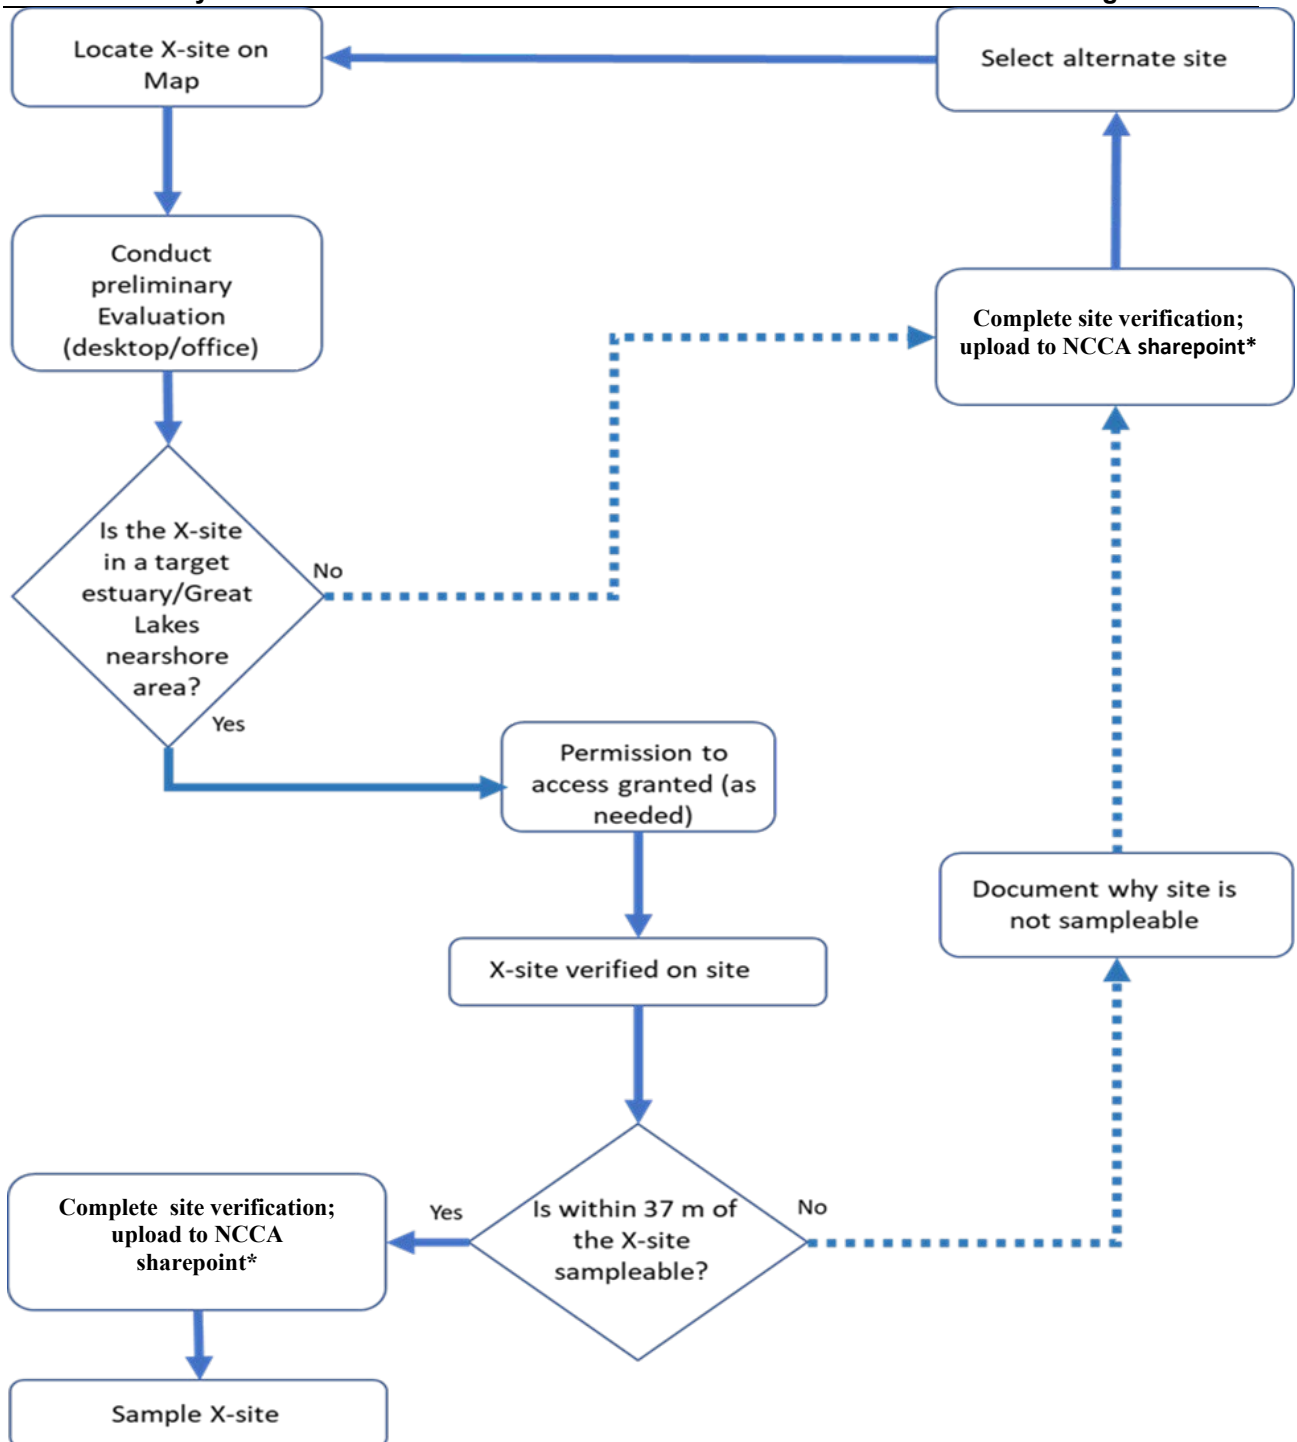 Locate X-site on
Map
Select alternate site
Conduct
preliminary
Evaluation
(desktop/office)
Complete site verification;
upload to NCCA sharepoint*
Is the X-site
in a target
estuary/Great
Lakes
nearshore
area?
No
Yes
Permission to
access granted (as
needed)
Document why site is
not sampleable
X-site verified on site
Is within 37 m of
the X-site
sampleable?
Yes
No
Complete site verification;
upload to NCCA
sharepoint*
Sample X-site